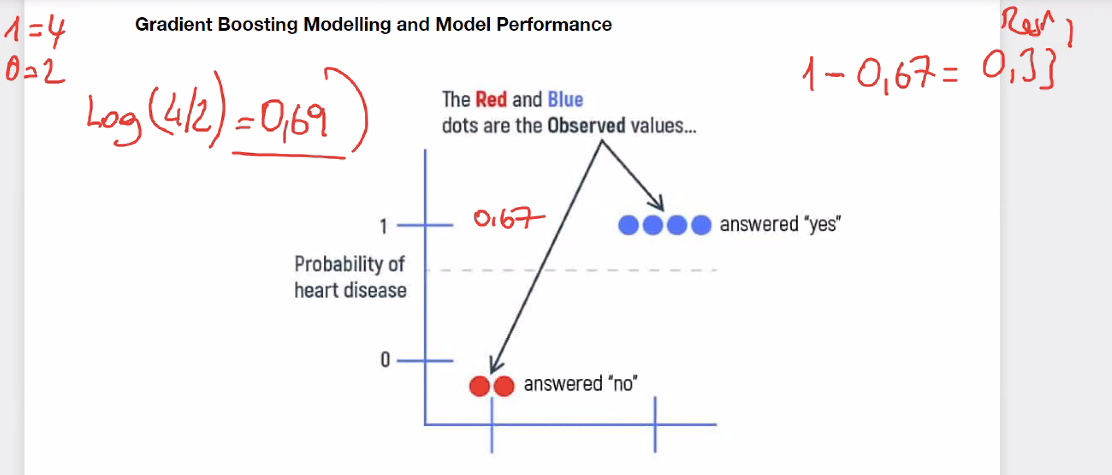 Gradient Boosting Modelling and Model Performance
1=4
0=2
Log(4/2)=0,69
1-0,67= 0,33
The Red and Blue
dots are the Observed values...
1
0,67
answered "yes"
Probability of
heart disease
0
answered "no"